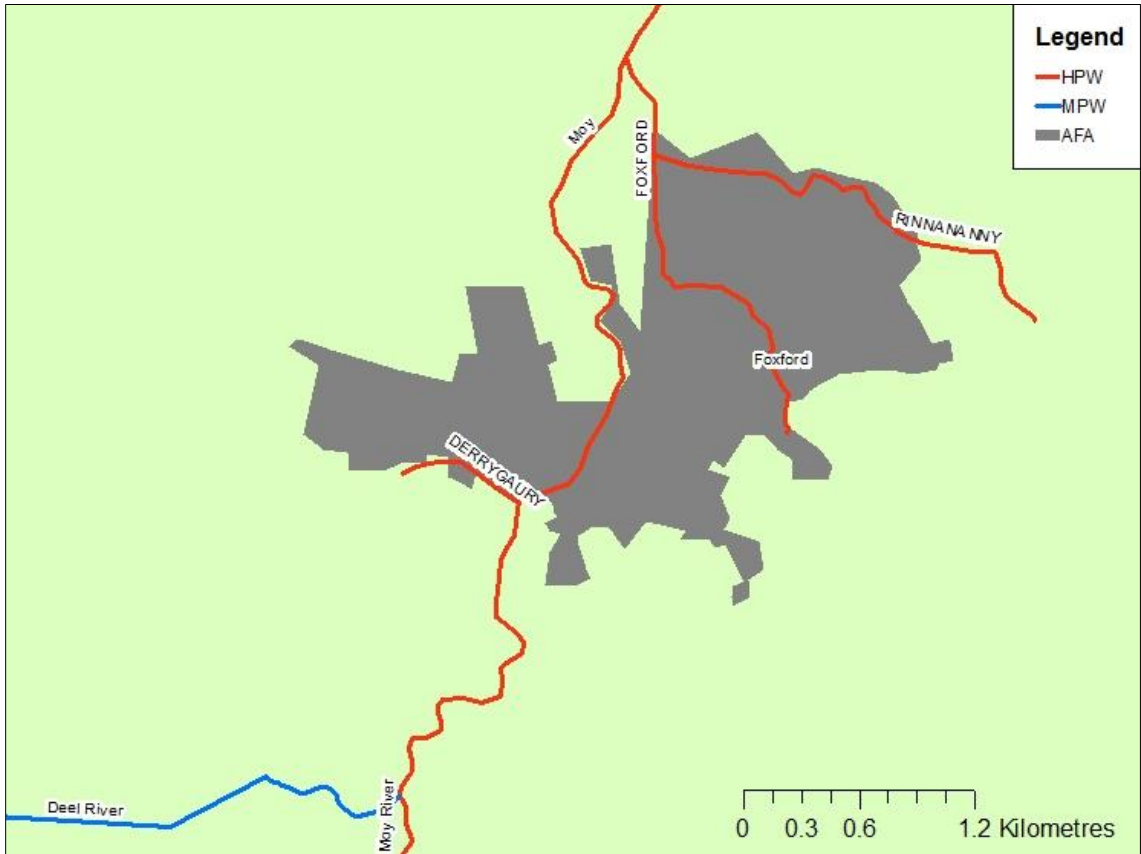 Legend
HPW
MPW
AFA
Moy
FOXFORD
RINNANANNY
Foxford
DERRYGAURY
Deel River
Moy River
0 0.3 0.6 1.2 Kilometres